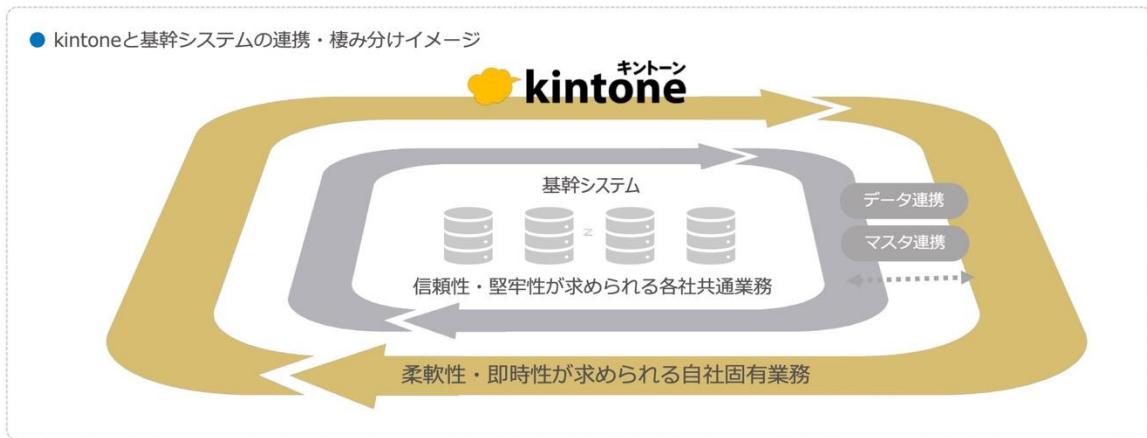 ● kintoneと基幹システムの連携・棲み分けイメージ
キントーン
kintone
基幹システム
データ連携
z
マスタ連携
信頼性・堅牢性が求められる各社共通業務
柔軟性・即時性が求められる自社固有業務